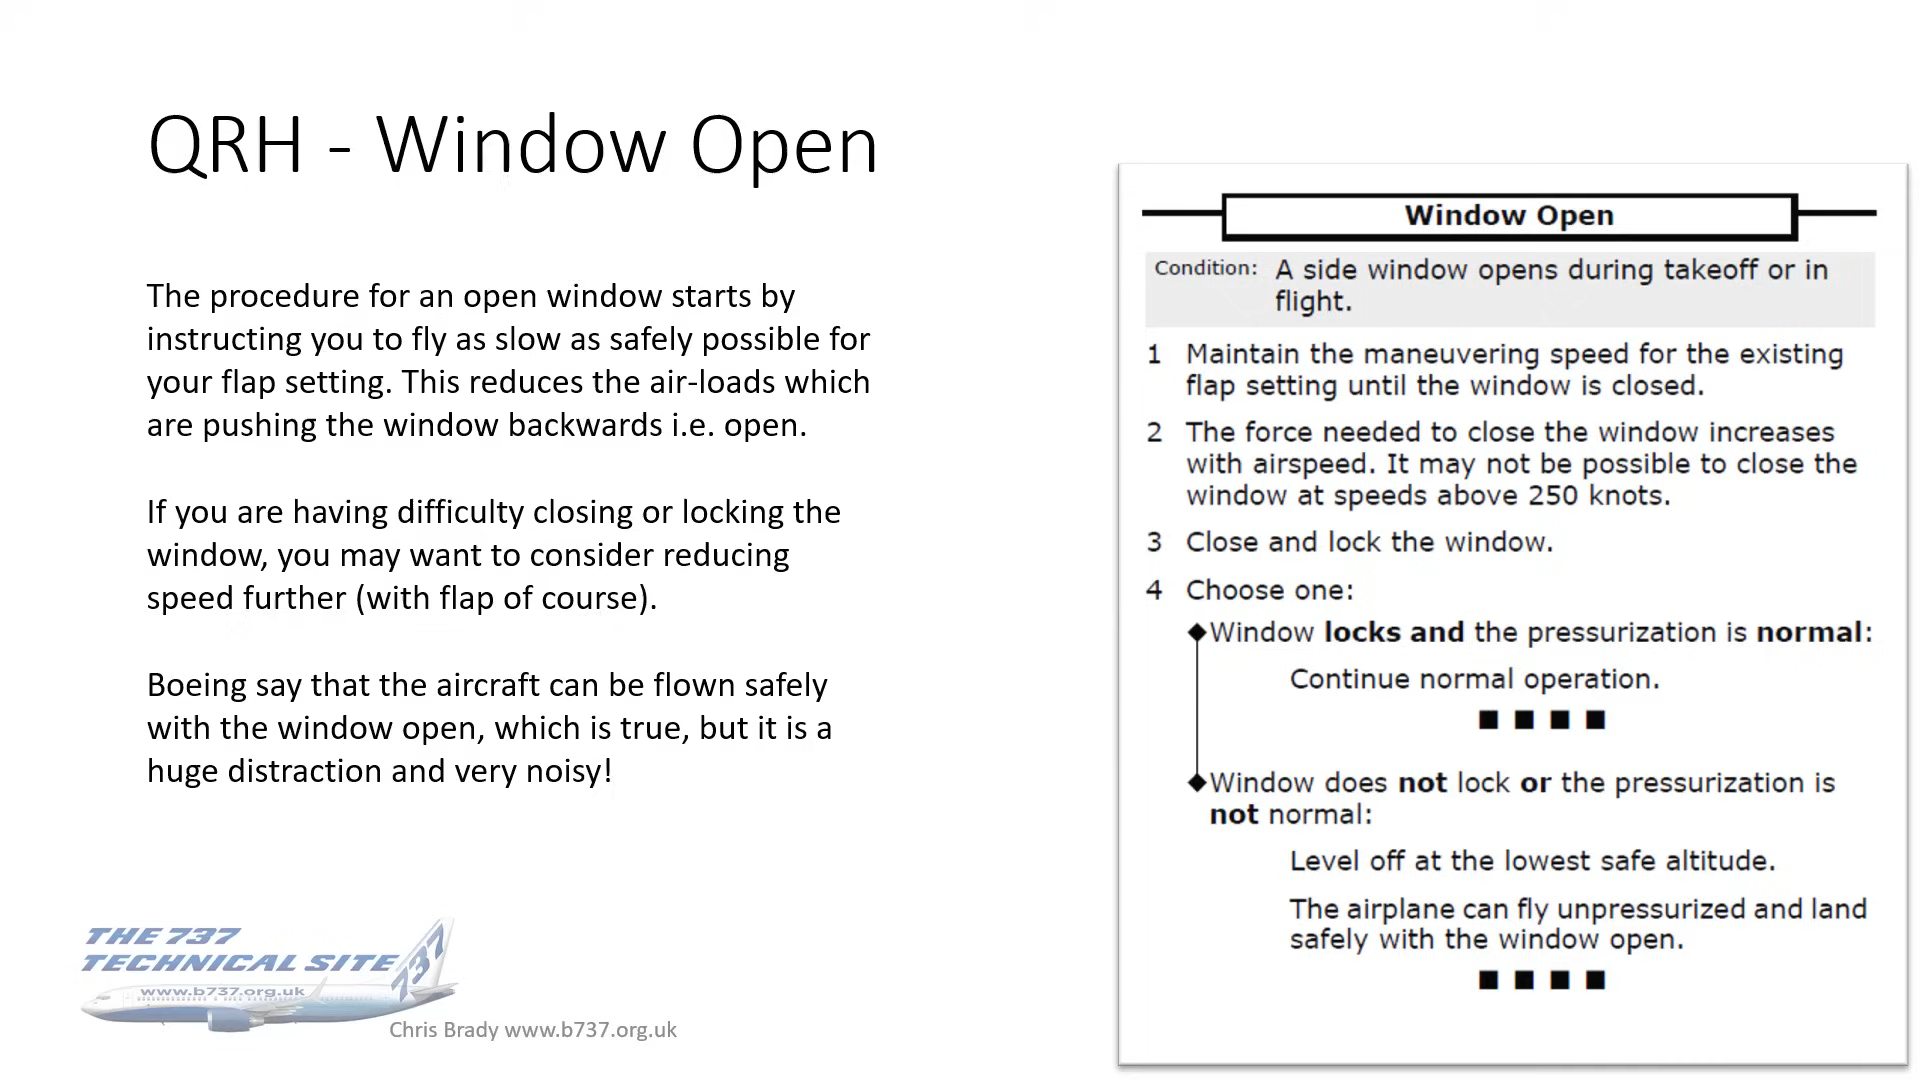 QRH - Window Open
The procedure for an open window starts by
instructing you to fly as slow as safely possible for
your flap setting. This reduces the air-loads which
are pushing the window backwards i.e. open.
If you are having difficulty closing or locking the
window, you may want to consider reducing
speed further (with flap of course).
Boeing say that the aircraft can be flown safely
with the window open, which is true, but it is a
huge distraction and very noisy!
THE 737
TECHNICAL SITE
737
www.b737.org.uk
Chris Brady www.b737.org.uk
Window Open
Condition: A side window opens during takeoff or in
flight.
1 Maintain the maneuvering speed for the existing
flap setting until the window is closed.
2 The force needed to close the window increases
with airspeed. It may not be possible to close the
window at speeds above 250 knots.
3 Close and lock the window.
4 Choose one:
◆Window locks and the pressurization is normal:
Continue normal operation.
■ ■ ■ ■
◆Window does not lock or the pressurization is
not normal:
Level off at the lowest safe altitude.
The airplane can fly unpressurized and land
safely with the window open.
■ ■ ■ ■